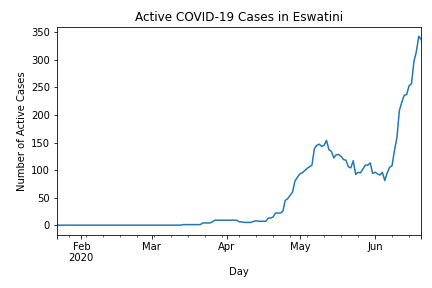 Active COVID-19 Cases in Eswatini
350
300
250
200
150
100
50
0
Number of Active Cases
Feb Mar Apr May Jun
2020
Day